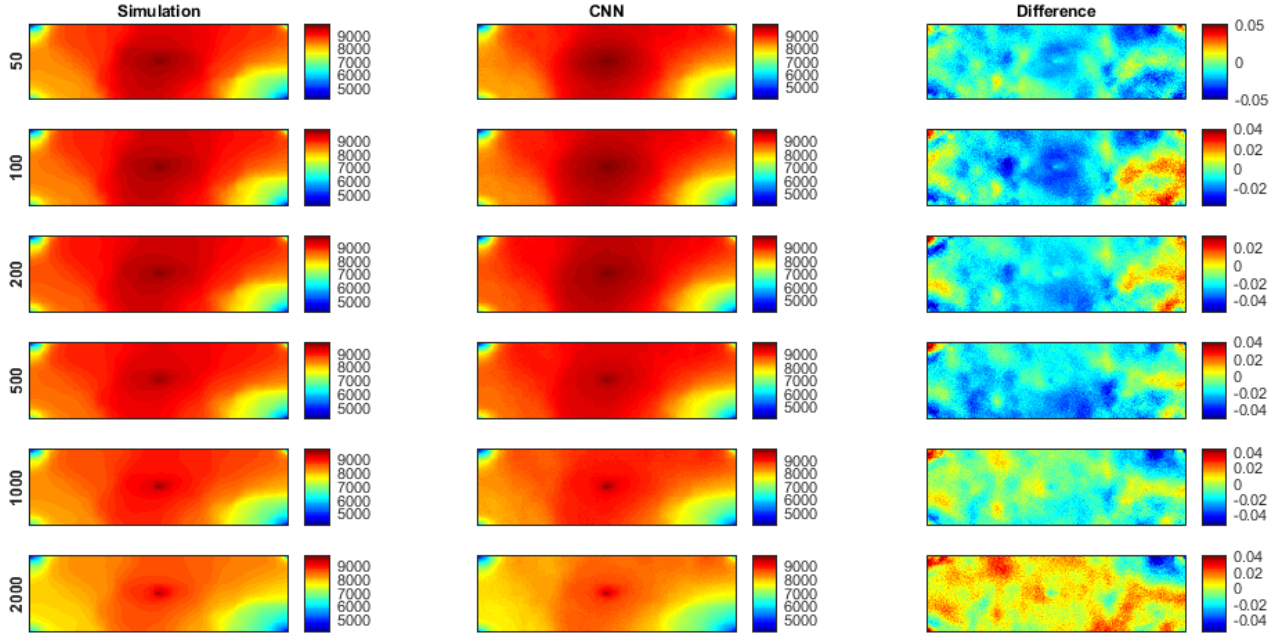 Simulation CNN Difference
50 9000 8000 7000 6000 5000 9000 8000 7000 6000 5000 0.05 0 -0.05
100 9000 8000 7000 6000 5000 9000 8000 7000 6000 5000 0.04 0.02 0 -0.02
200 9000 8000 7000 6000 5000 9000 8000 7000 6000 5000 0.02 0 -0.02 -0.04
500 9000 8000 7000 6000 5000 9000 8000 7000 6000 5000 0.04 0.02 0 -0.02 -0.04
1000 9000 8000 7000 6000 5000 9000 8000 7000 6000 5000 0.04 0.02 0 -0.02 -0.04
2000 9000 8000 7000 6000 5000 9000 8000 7000 6000 5000 0.04 0.02 0 -0.02 -0.04